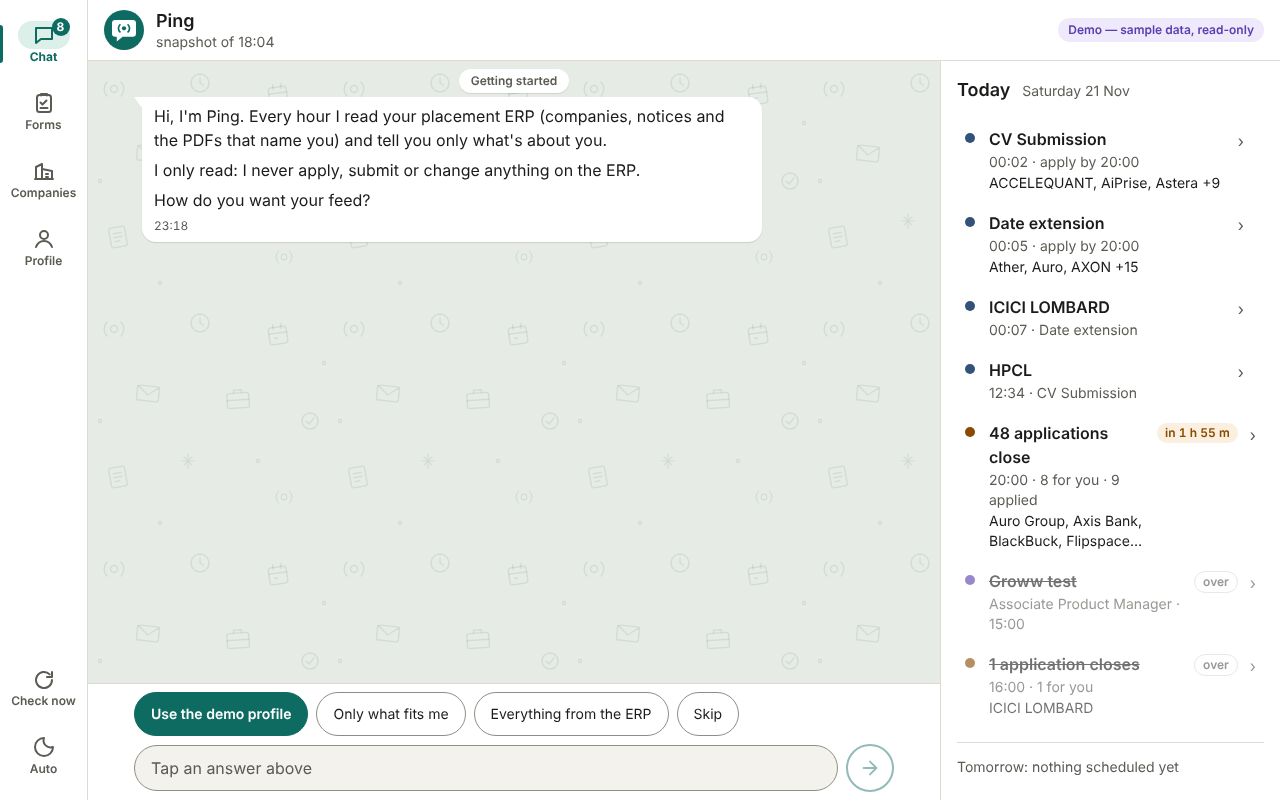 8
Chat
Forms
Companies
Profile
Check now
Auto
Ping
snapshot of 18:04
Demo — sample data, read-only
Getting started
Hi, I'm Ping. Every hour I read your placement ERP (companies, notices and
the PDFs that name you) and tell you only what's about you.
I only read: I never apply, submit or change anything on the ERP.
How do you want your feed?
23:18
Use the demo profile
Only what fits me
Everything from the ERP
Skip
Tap an answer above
Today Saturday 21 Nov
CV Submission
00:02 · apply by 20:00
ACCELEQUANT, AiPrise, Astera +9
Date extension
00:05 · apply by 20:00
Ather, Auro, AXON +15
ICICI LOMBARD
00:07 · Date extension
HPCL
12:34 · CV Submission
48 applications
close
in 1 h 55 m
20:00 · 8 for you · 9
applied
Auro Group, Axis Bank,
BlackBuck, Flipspace...
Groww test
over
Associate Product Manager ·
15:00
1 application closes
over
16:00 · 1 for you
ICICI LOMBARD
Tomorrow: nothing scheduled yet